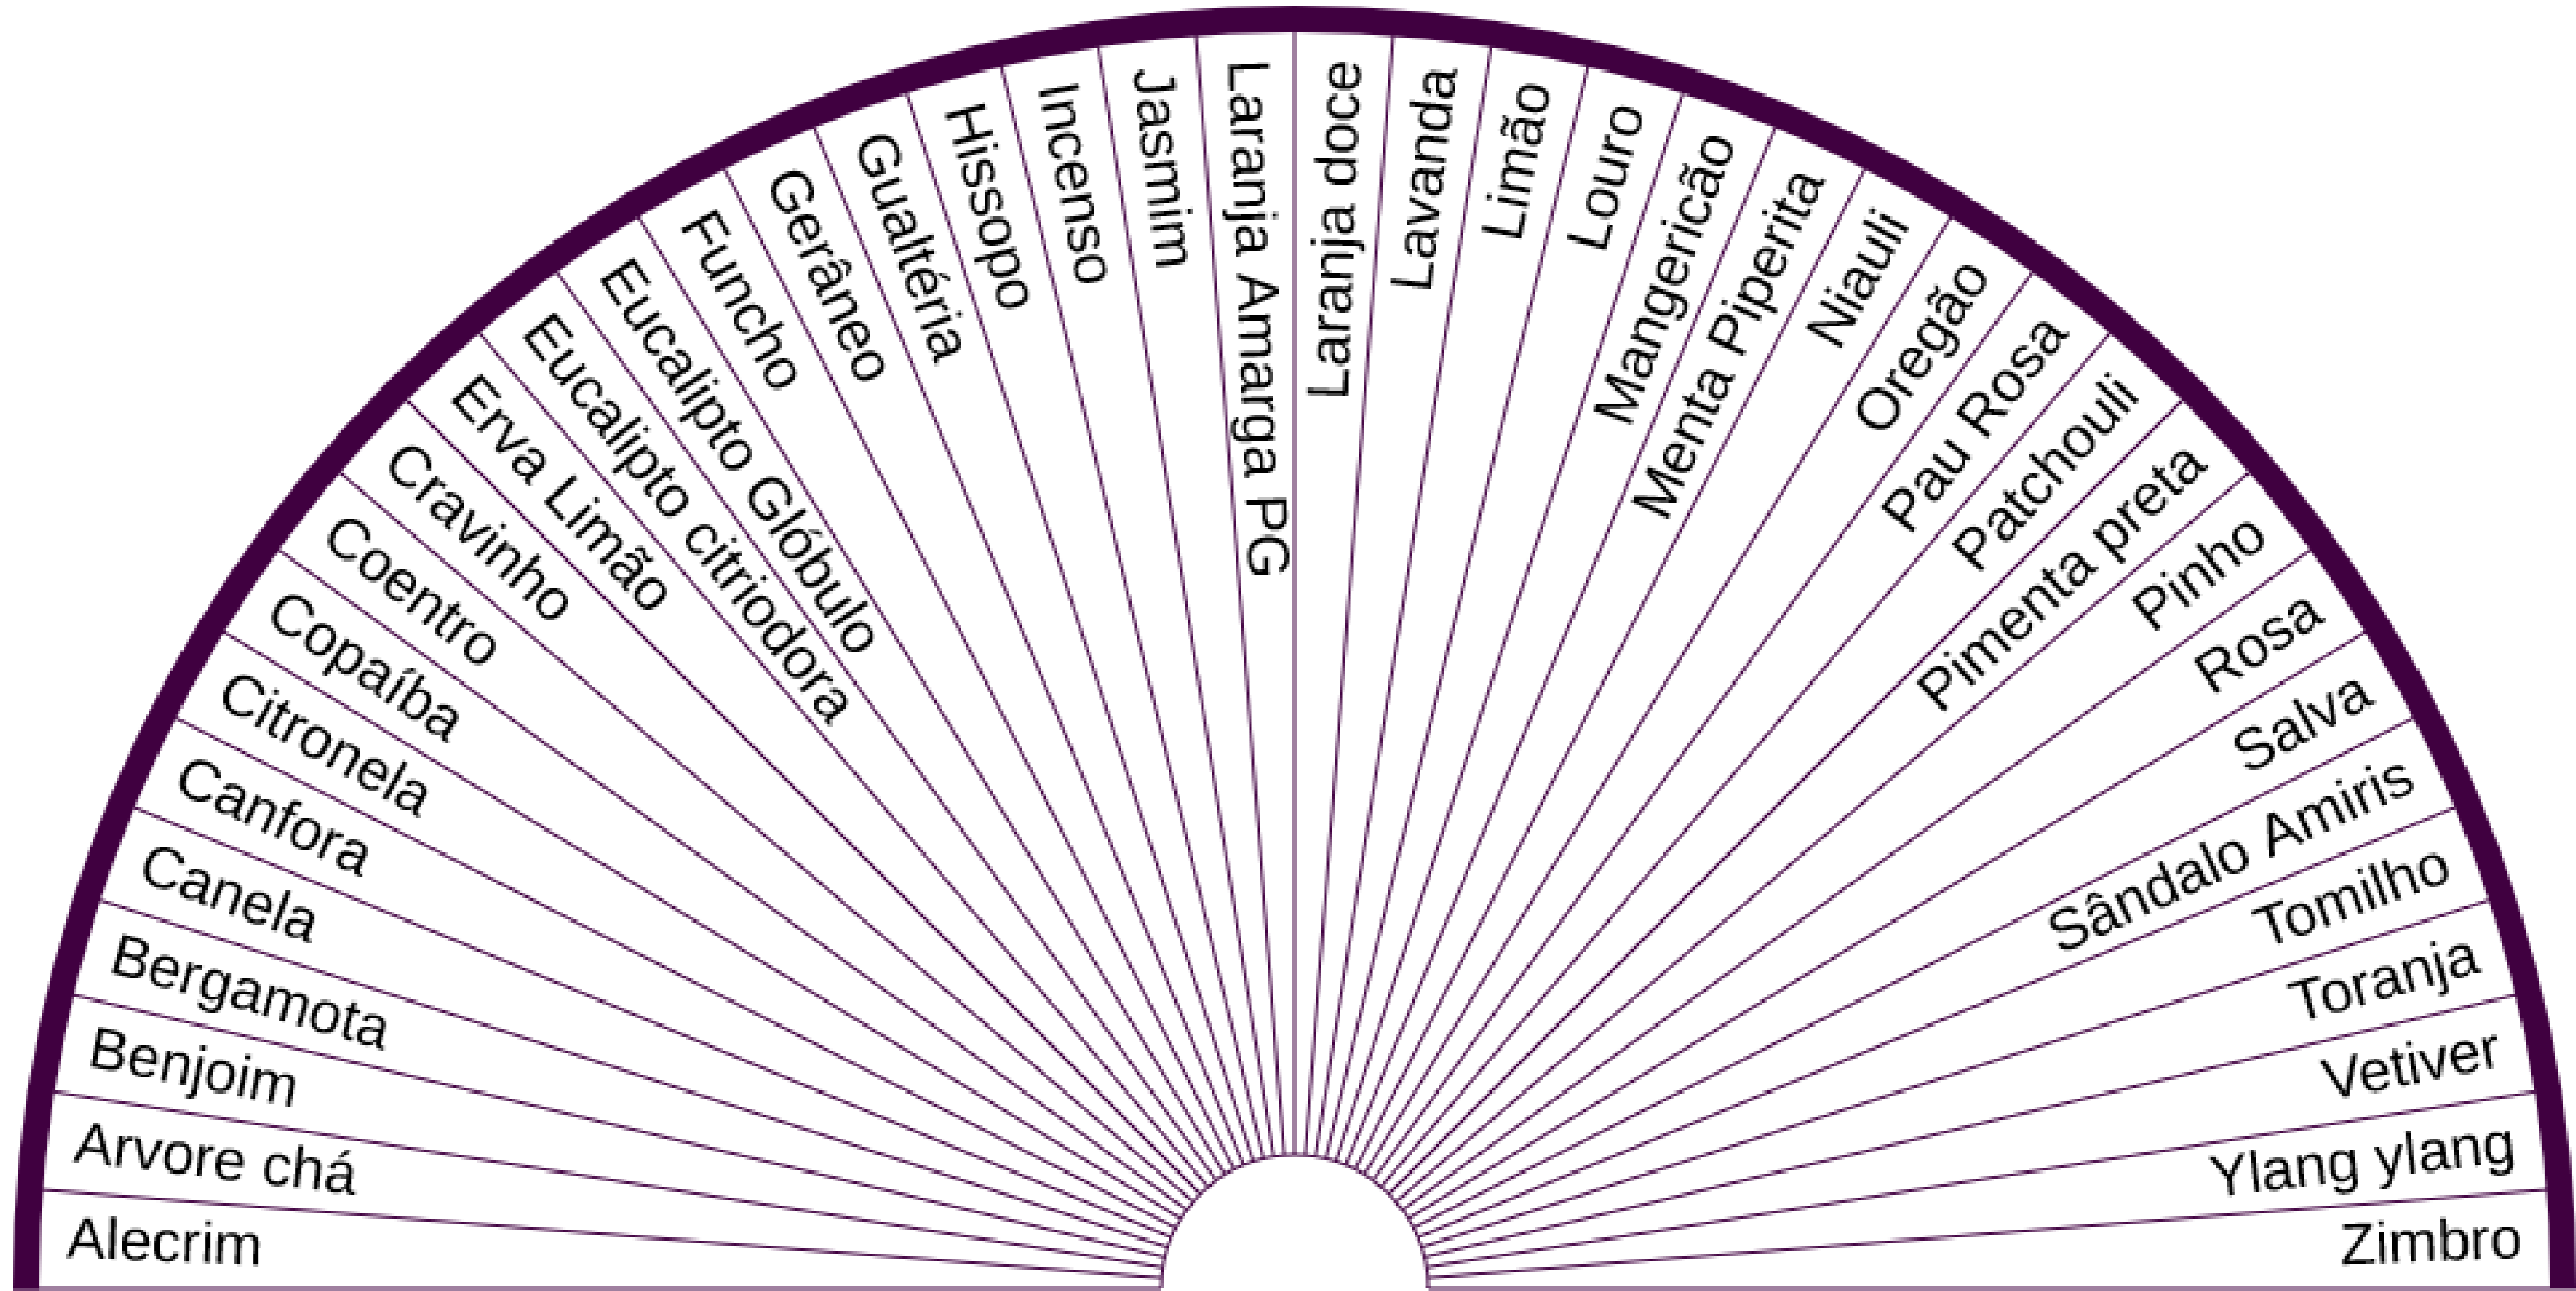 Alecrim
Arvore chá
Benjoim
Bergamota
Canela
Canfora
Citronela
Copaíba
Coentro
Cravinho
Erva Limão
Eucalipto citriodora
Eucalipto Glóbulo
Funcho
Gerâneo
Gualtéria
Hissopo
Incenso
Jasmim
Laranja Amarga PG
Laranja doce
Lavanda
Limão
Louro
Mangericão
Menta Piperita
Niauli
Oregão
Pau Rosa
Patchouli
Pimenta preta
Pinho
Rosa
Salva
Sândalo Amiris
Tomilho
Toranja
Vetiver
Ylang ylang
Zimbro